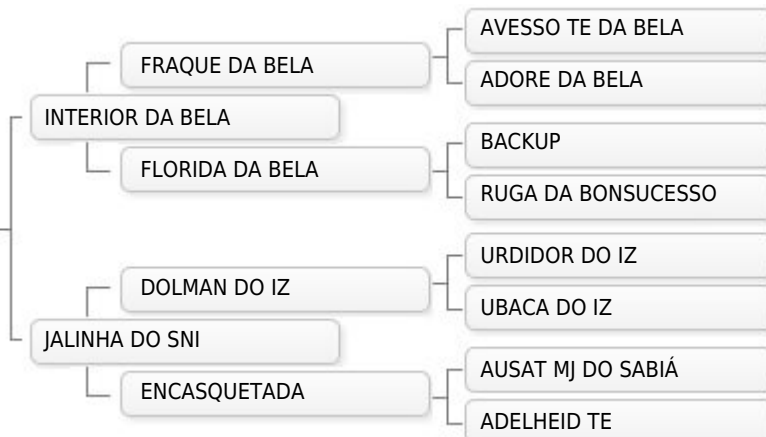 AVESSO TE DA BELA
FRAQUE DA BELA
ADORE DA BELA
INTERIOR DA BELA
BACKUP
FLORIDA DA BELA
RUGA DA BONSUCESSO
URDIDOR DO IZ
DOLMAN DO IZ
UBACA DO IZ
JALINHA DO SNI
AUSAT MJ DO SABIÁ
ENCASQUETADA
ADELHEID TE